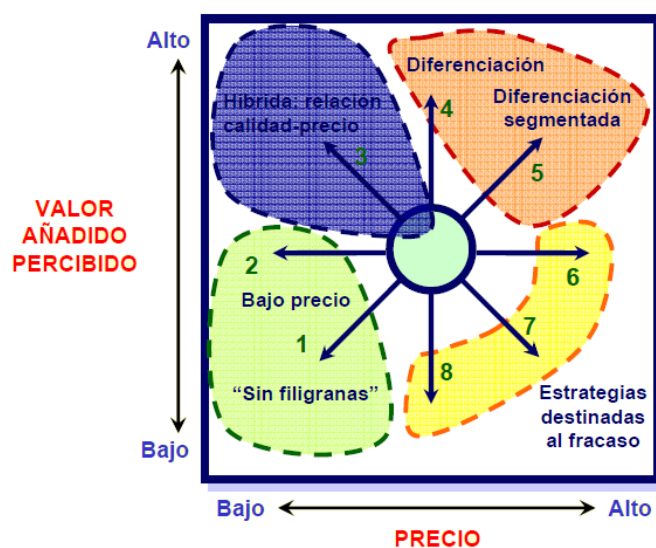 Alto
Diferenciación
Híbrida: relación
calidad-precio
4
Diferenciación
segmentada
3
5
VALOR
AÑADIDO
PERCIBIDO
2
6
Bajo precio
1
7
8
“Sin filigranas”
Estrategias
destinadas
al fracaso
Bajo
Bajo
Alto
PRECIO